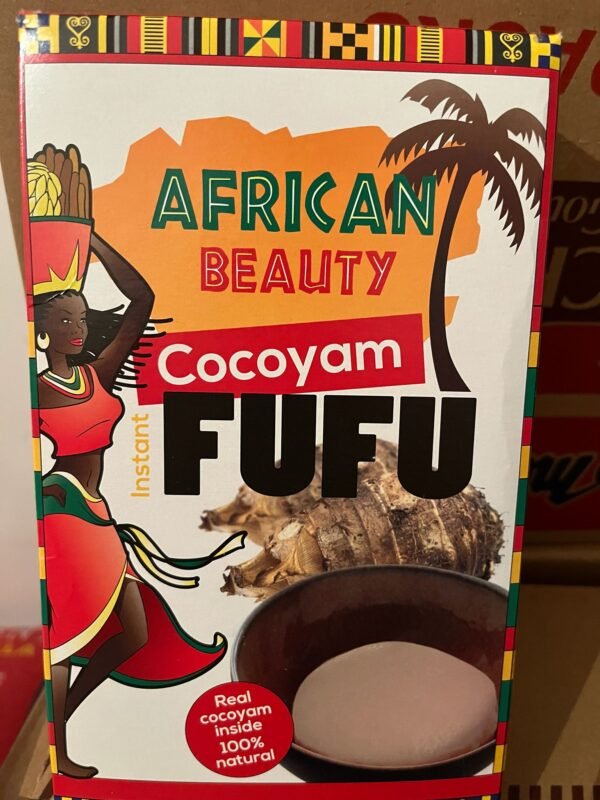 AFRICAN
BEAUTY
Cocoyam
Instant
FUFU
Real
cocoyam
inside
100%
natural